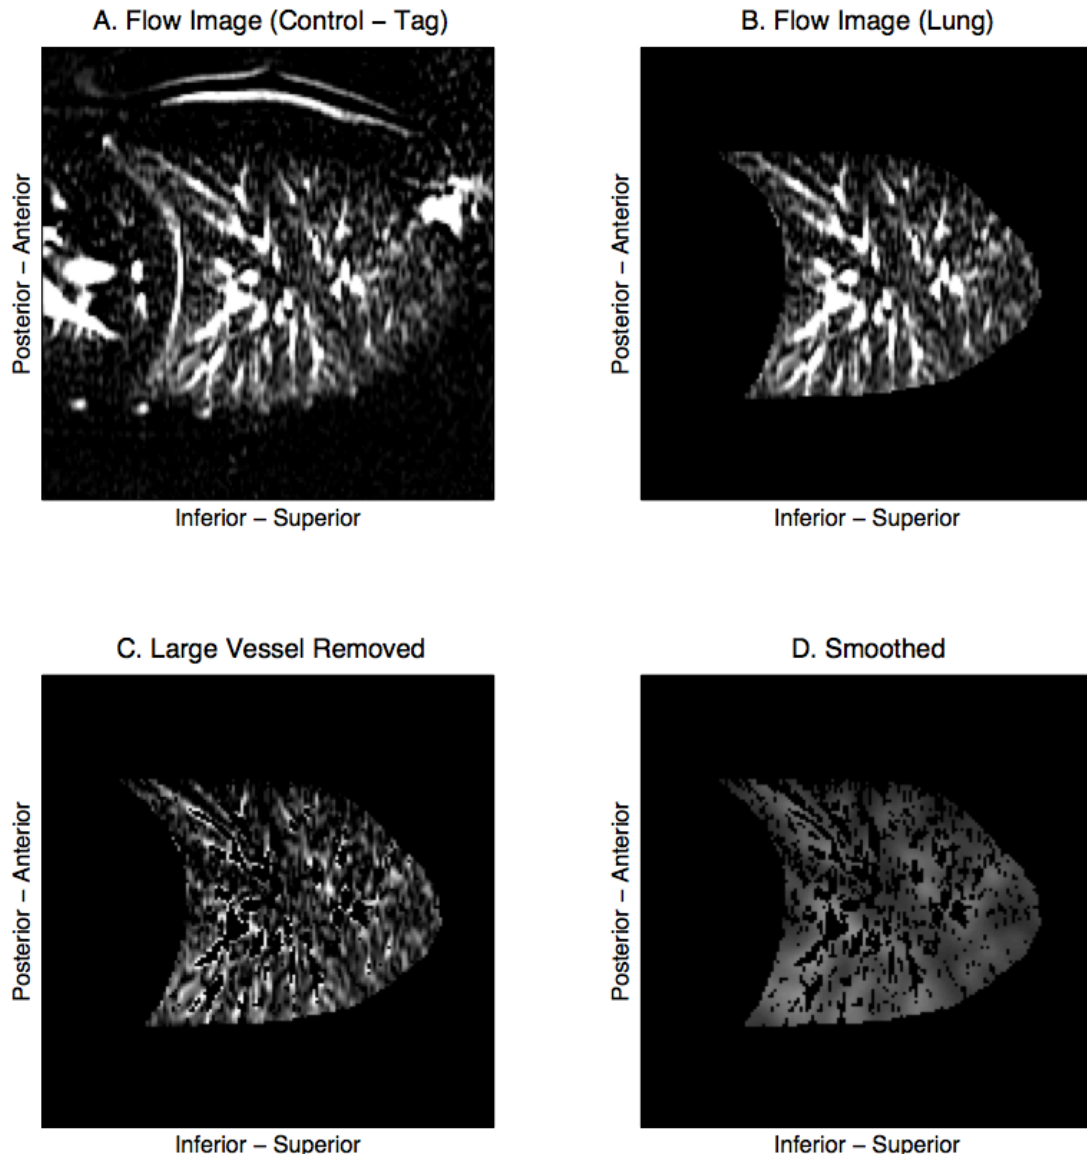 A. Flow Image (Control – Tag)
B. Flow Image (Lung)
Posterior – Anterior
Posterior – Anterior
Inferior – Superior
Inferior – Superior
C. Large Vessel Removed
D. Smoothed
Posterior – Anterior
Posterior – Anterior
Inferior – Superior
Inferior – Superior